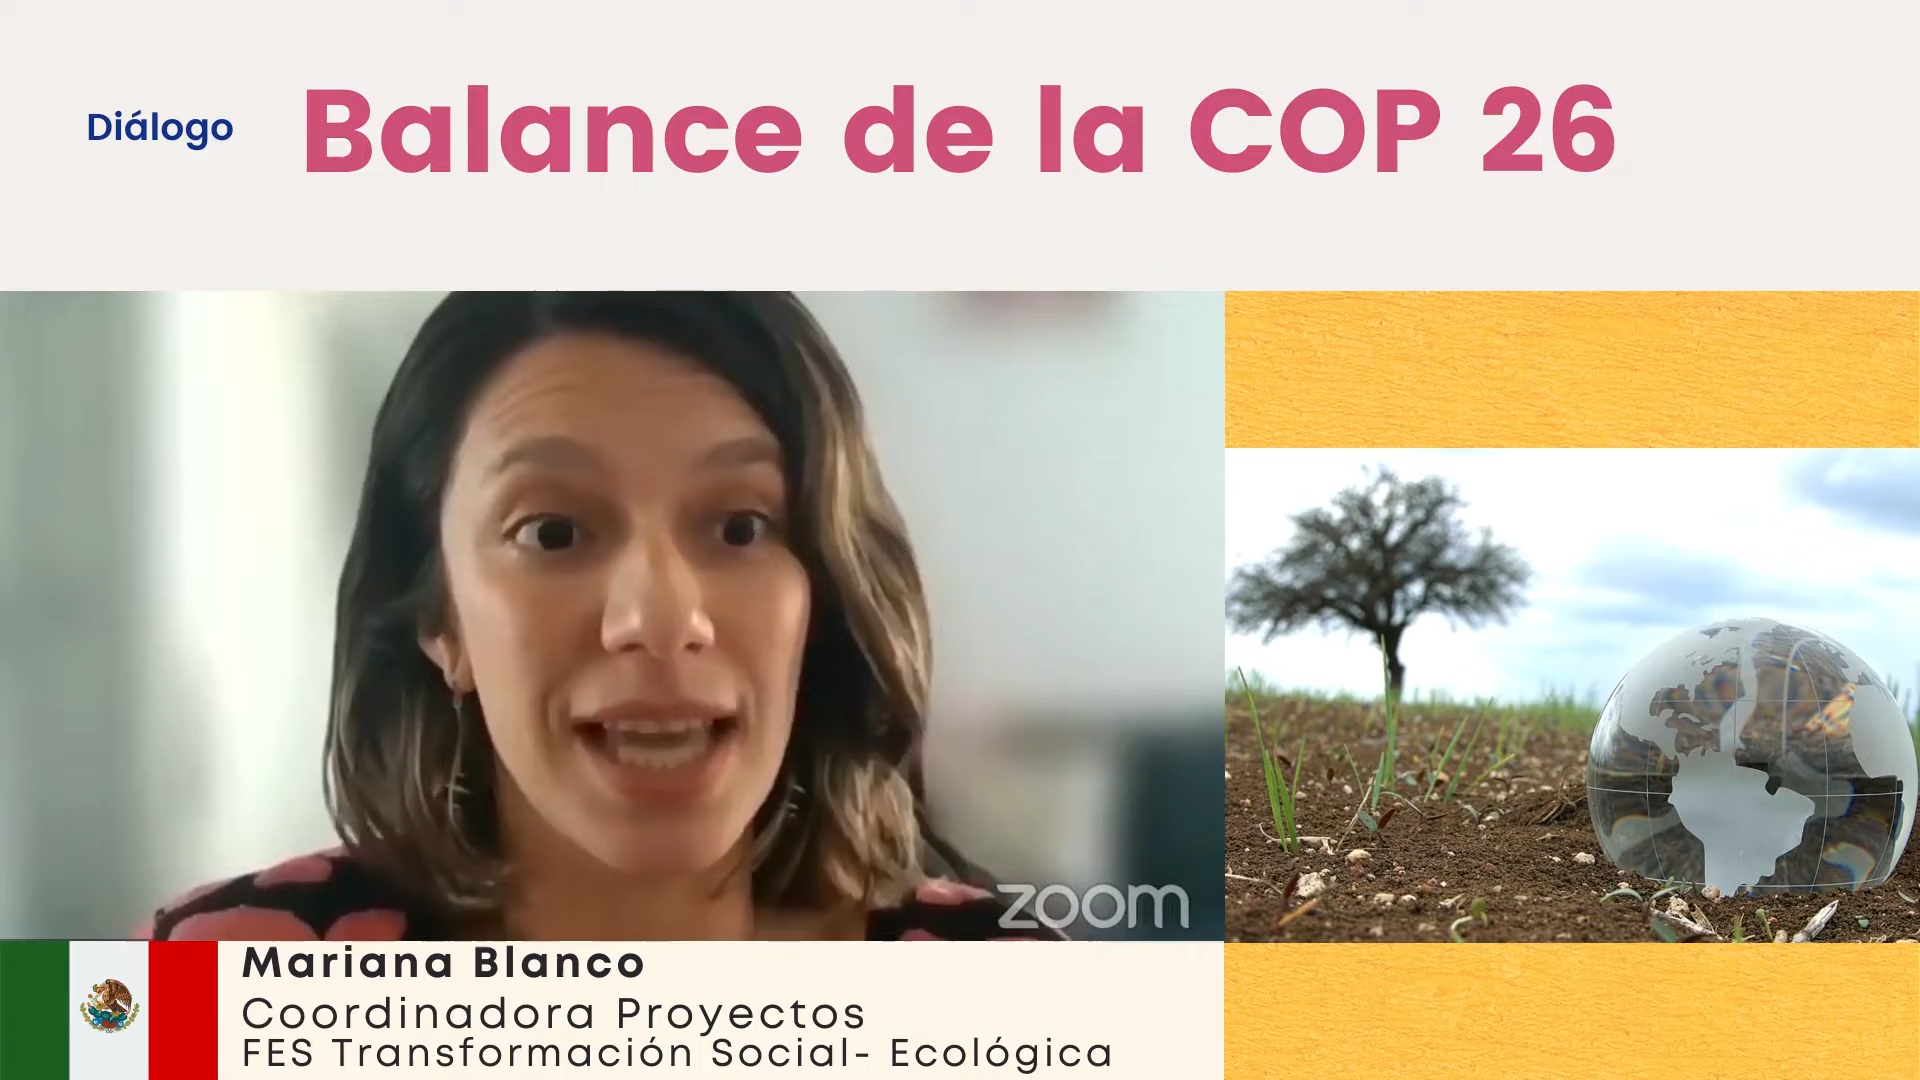 Diálogo
Balance de la COP 26
zoom
Mariana Blanco
Coordinadora Proyectos
FES Transformación Social- Ecológica